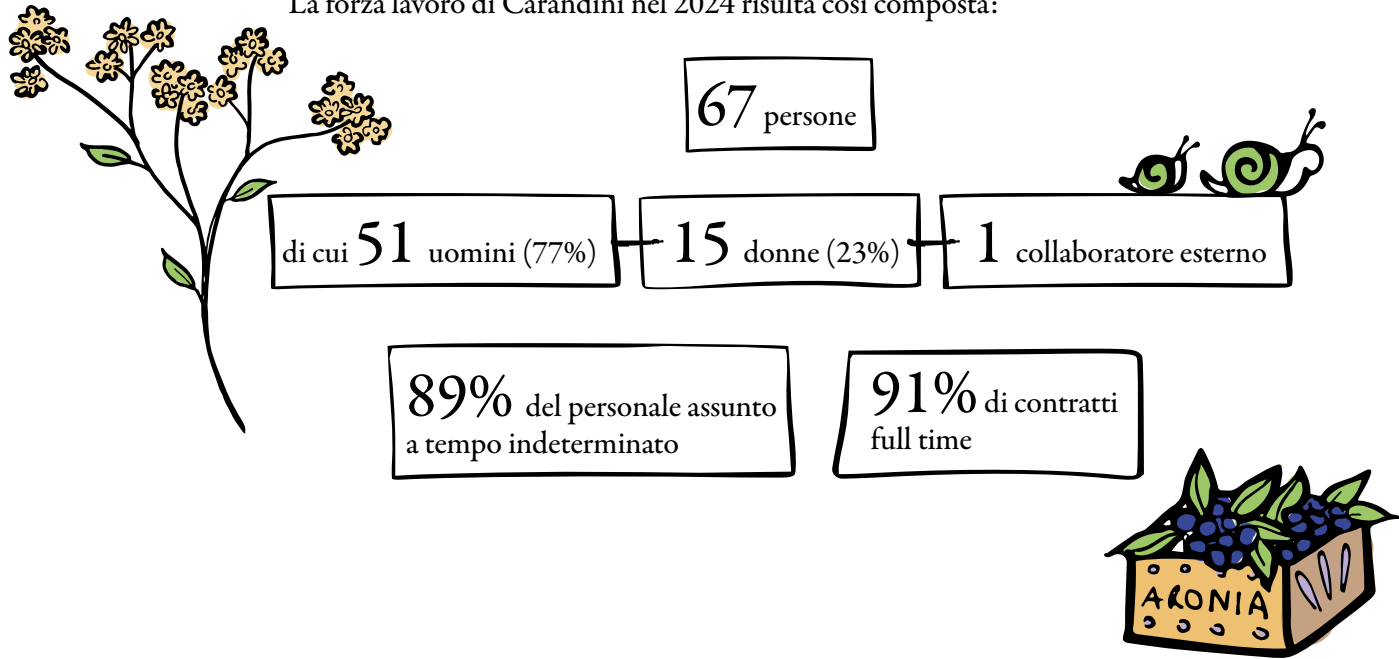 La forza lavoro di Carandini nel 2024 risulta così composta:
67 persone
di cui 51 uomini (77%)
15 donne (23%)
1 collaboratore esterno
89% del personale assunto
a tempo indeterminato
91% di contratti
full time
ARONIA